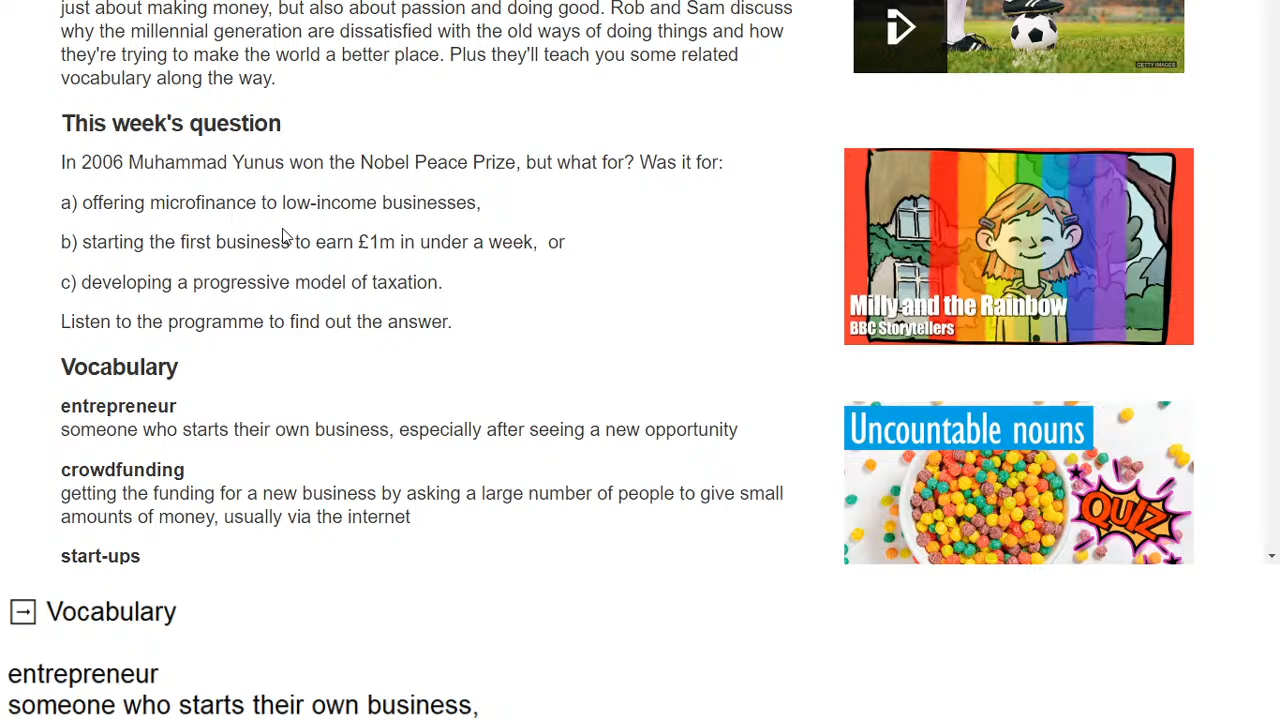 just about making money, but also about passion and doing good. Rob and Sam discuss
why the millennial generation are dissatisfied with the old ways of doing things and how
they're trying to make the world a better place. Plus they'll teach you some related
vocabulary along the way.
GETTY IMAGES
This week's question
In 2006 Muhammad Yunus won the Nobel Peace Prize, but what for? Was it for:
a) offering microfinance to low-income businesses,
b) starting the first business to earn £1m in under a week,  or
c) developing a progressive model of taxation.
Listen to the programme to find out the answer.
Milly and the Rainbow
BBC Storytellers
Vocabulary
entrepreneur
someone who starts their own business, especially after seeing a new opportunity
crowdfunding
getting the funding for a new business by asking a large number of people to give small
amounts of money, usually via the internet
start-ups
Uncountable nouns
QUIZ
Vocabulary
entrepreneur
someone who starts their own business,